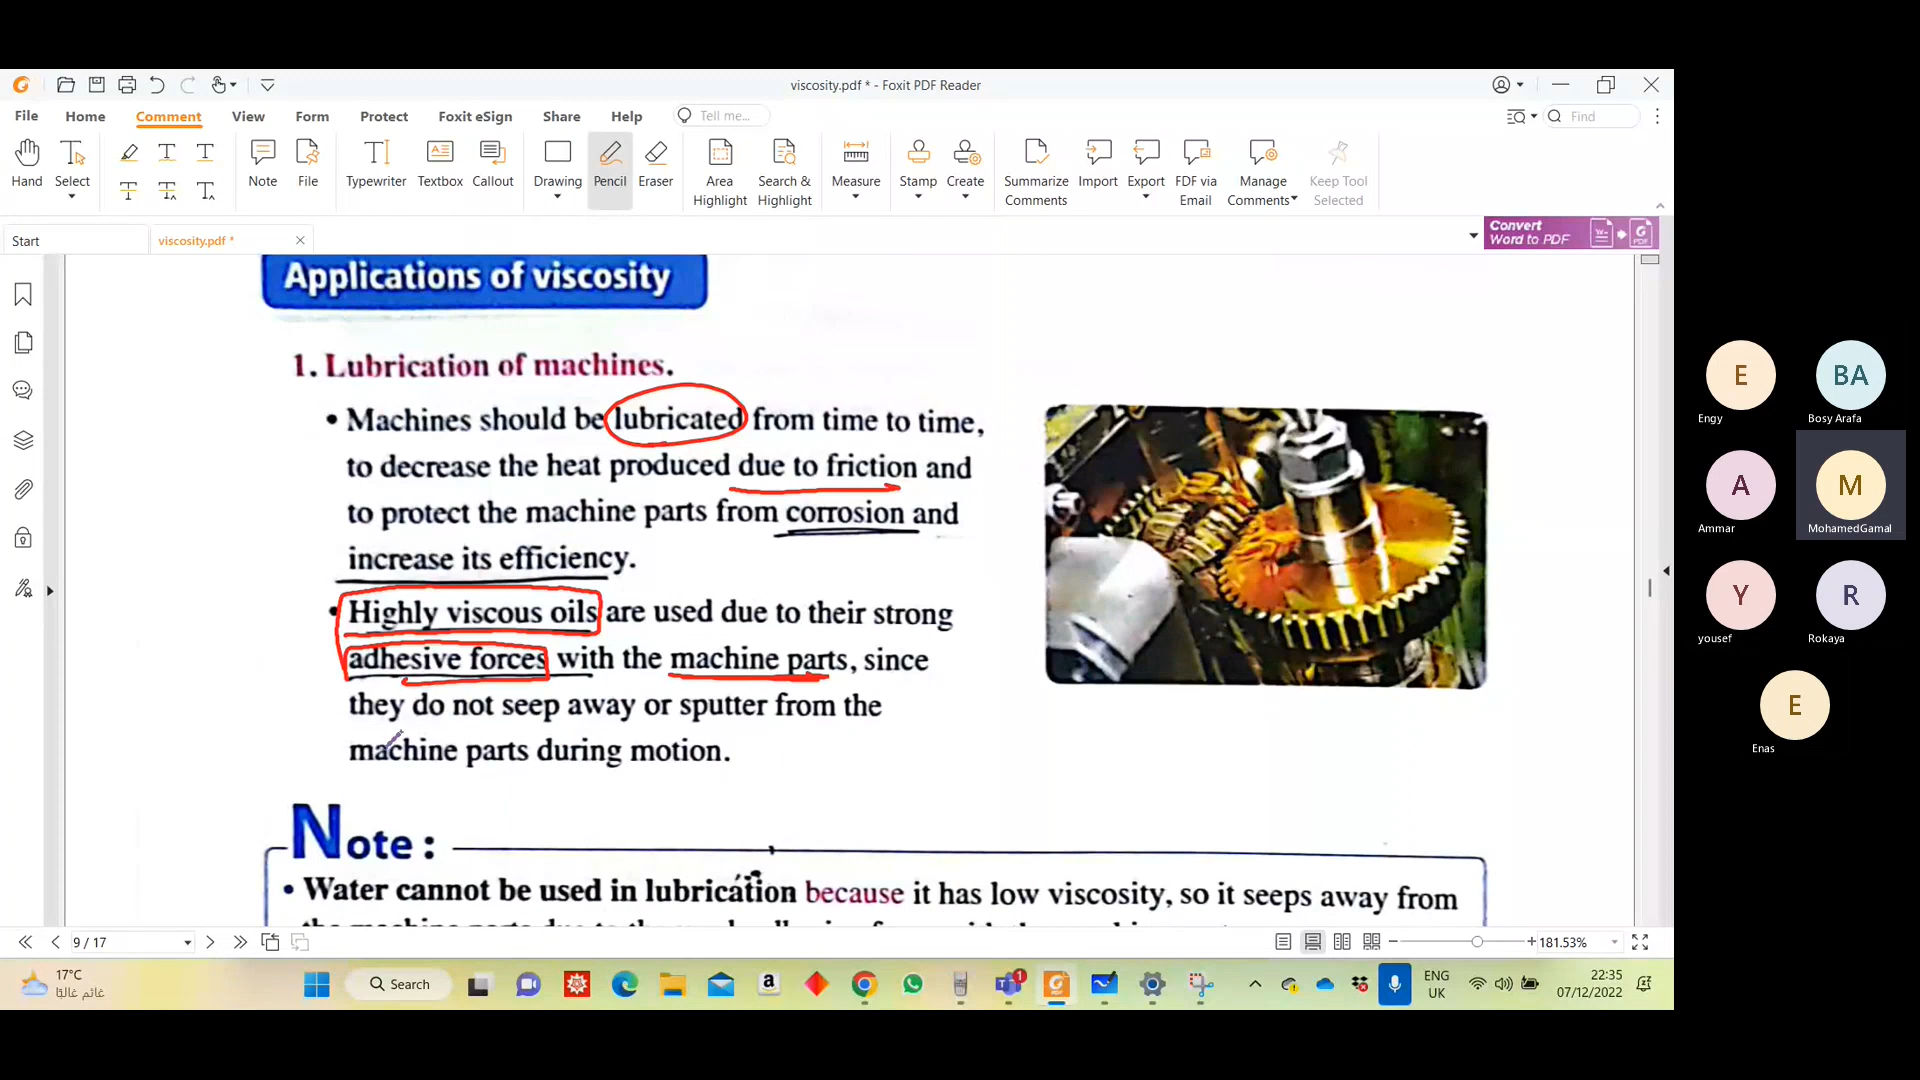 viscosity.pdf * - Foxit PDF Reader
File Home Comment View Form Protect Foxit eSign Share Help Tell me... Find
Hand Select Note File Typewriter Textbox Callout Drawing Pencil Eraser Area Highlight Search & Highlight Measure Stamp Create Summarize Comments Import Export FDF via Email Manage Comments Keep Tool Selected
Start viscosity.pdf *
Convert
Word to PDF
Applications of viscosity
1. Lubrication of machines.
• Machines should be lubricated from time to time,
to decrease the heat produced due to friction and
to protect the machine parts from corrosion and
increase its efficiency.
• Highly viscous oils are used due to their strong
adhesive forces with the machine parts, since
they do not seep away or sputter from the
machine parts during motion.
Note :
• Water cannot be used in lubrication because it has low viscosity, so it seeps away from
E
Engy
BA
Bosy Arafa
A
Ammar
M
MohamedGamal
Y
yousef
R
Rokaya
E
Enas
9 / 17
181.53%
17°C
غائم غالبًا
Search
1
ENG
UK
22:35
07/12/2022